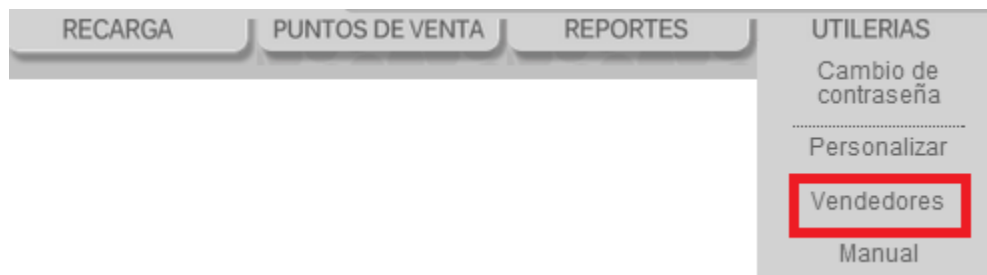 RECARGA PUNTOS DE VENTA REPORTES UTILERIAS
Cambio de
contraseña
Personalizar
Vendedores
Manual